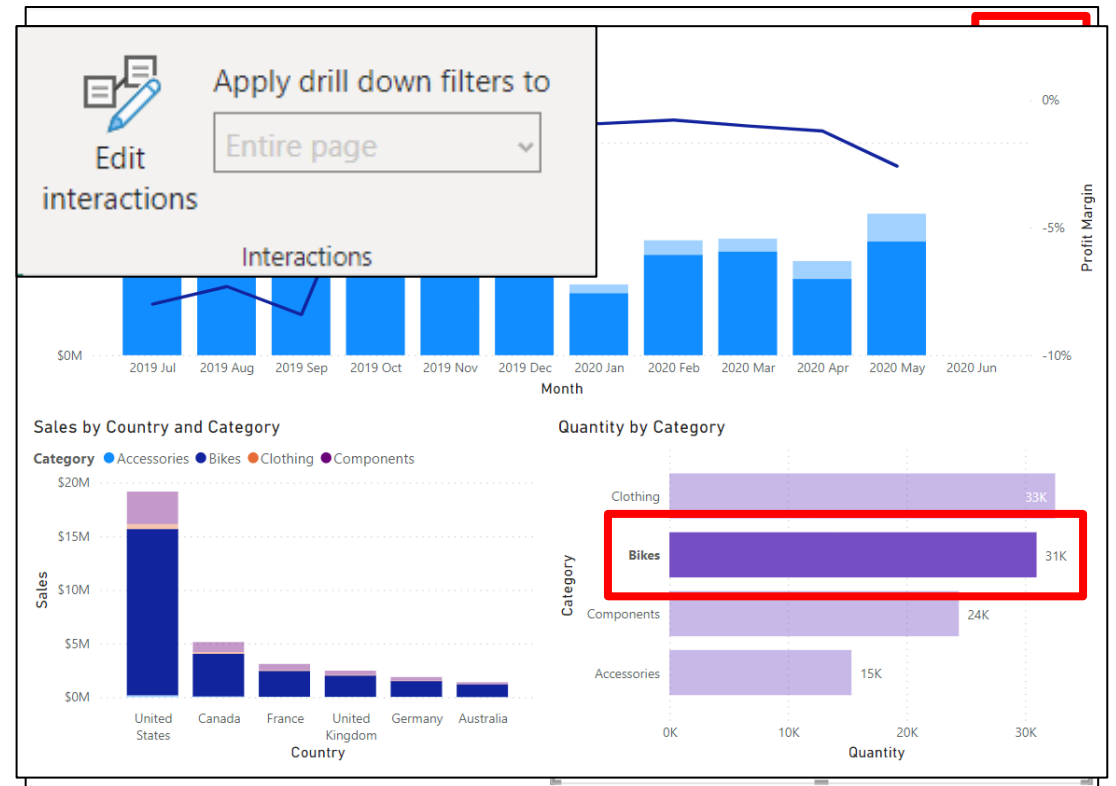 Apply drill down filters to
Entire page
Edit
interactions
Interactions
0%
-5%
-10%
Profit Margin
$0M
2019 Jul 2019 Aug 2019 Sep 2019 Oct 2019 Nov 2019 Dec 2020 Jan 2020 Feb 2020 Mar 2020 Apr 2020 May 2020 Jun
Month
Sales by Country and Category
Category Accessories Bikes Clothing Components
$20M
$15M
$10M
$5M
$0M
Sales
United States Canada France United Kingdom Germany Australia
Country
Quantity by Category
Category
Clothing 33K
Bikes 31K
Components 24K
Accessories 15K
0K 10K 20K 30K
Quantity